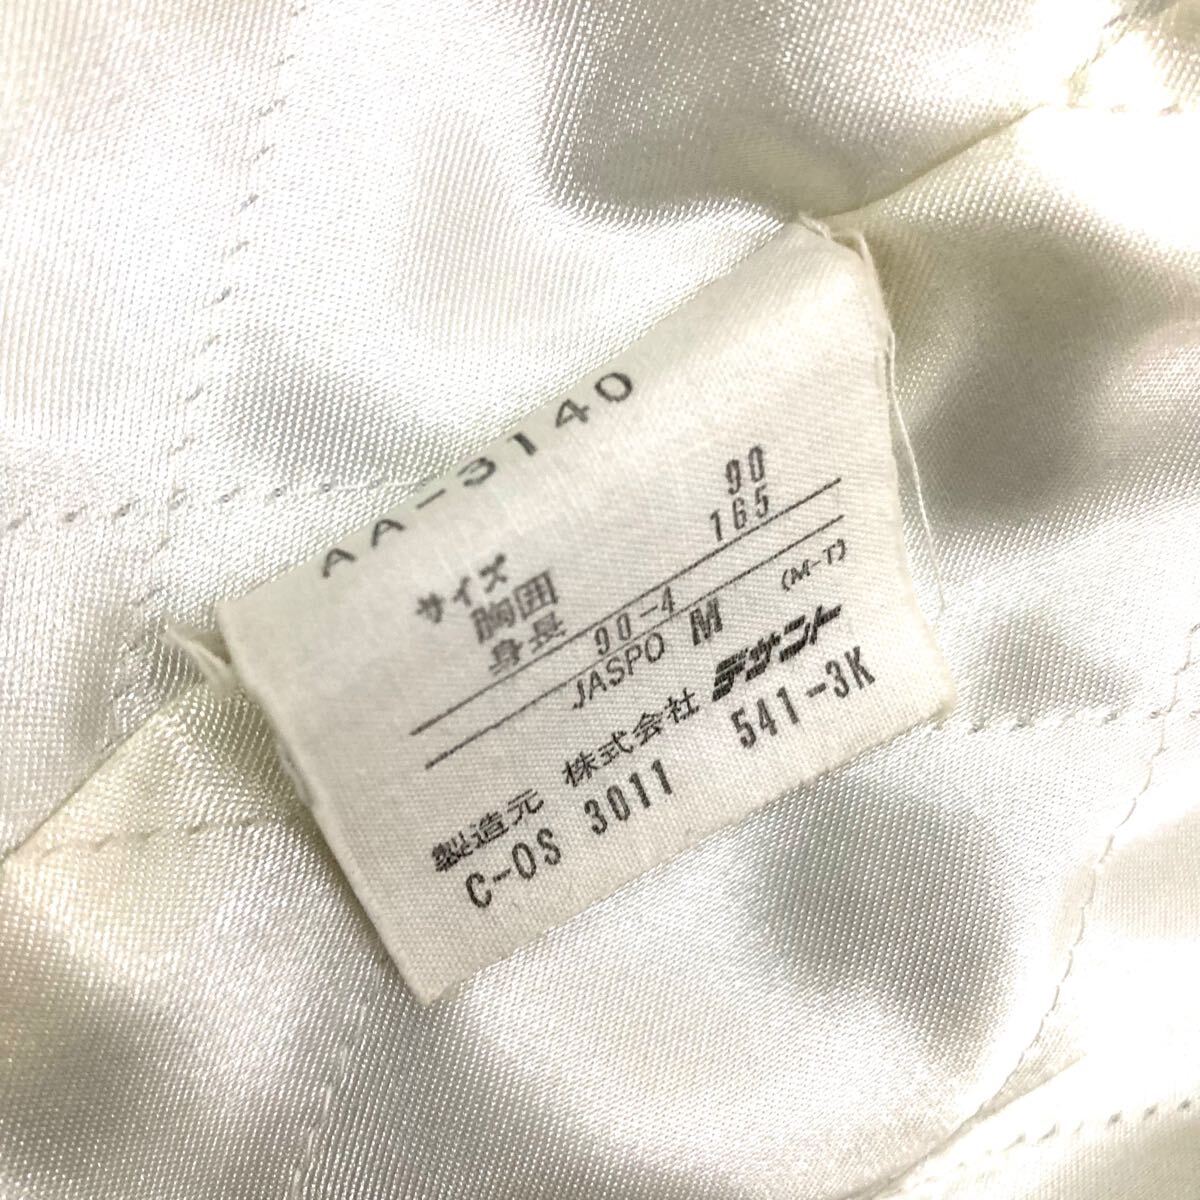 AA-3140
サイズ
胸囲 90
身長 165
90-4
JASPO M (M-T)
製造元 株式会社 デサント
C-OS 3011 541-3K